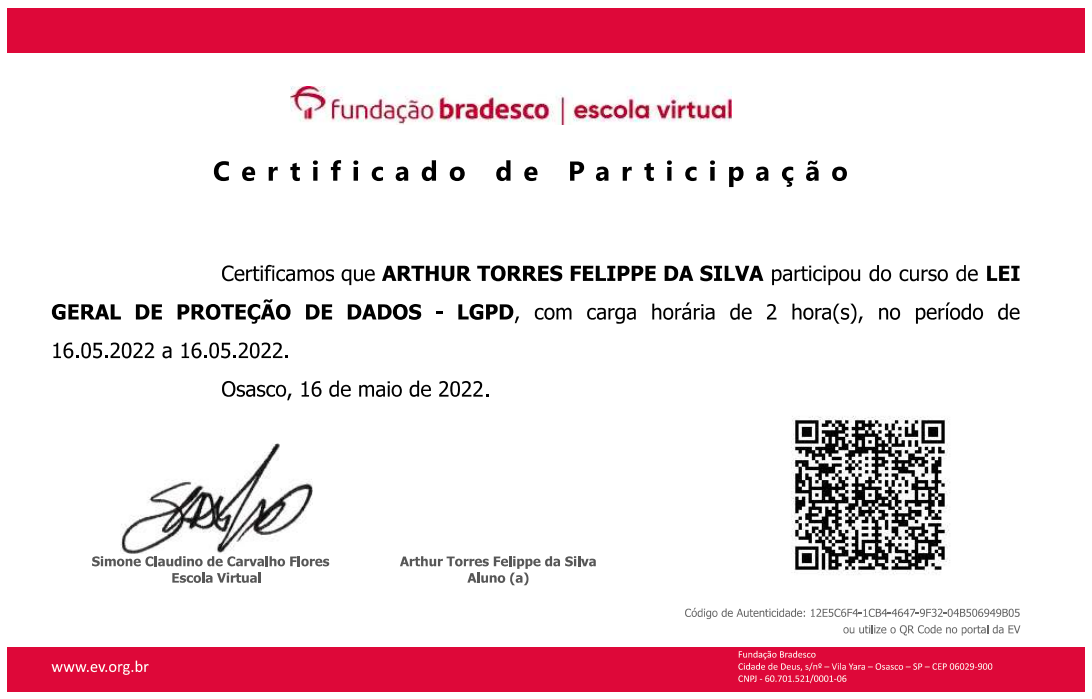 fundação bradesco | escola virtual
Certificado de Participação
Certificamos que ARTHUR TORRES FELIPPE DA SILVA participou do curso de LEI
GERAL DE PROTEÇÃO DE DADOS - LGPD, com carga horária de 2 hora(s), no período de
16.05.2022 a 16.05.2022.
Osasco, 16 de maio de 2022.
Simone Claudino de Carvalho Flores
Escola Virtual
Arthur Torres Felippe da Silva
Aluno (a)
Código de Autenticidade: 12E5C6F4-1CB4-4647-9F32-04B506949B05
ou utilize o QR Code no portal da EV
www.ev.org.br
Fundação Bradesco
Cidade de Deus, s/nº – Vila Yara – Osasco – SP – CEP 06029-900
CNPJ - 60.701.521/0001-06